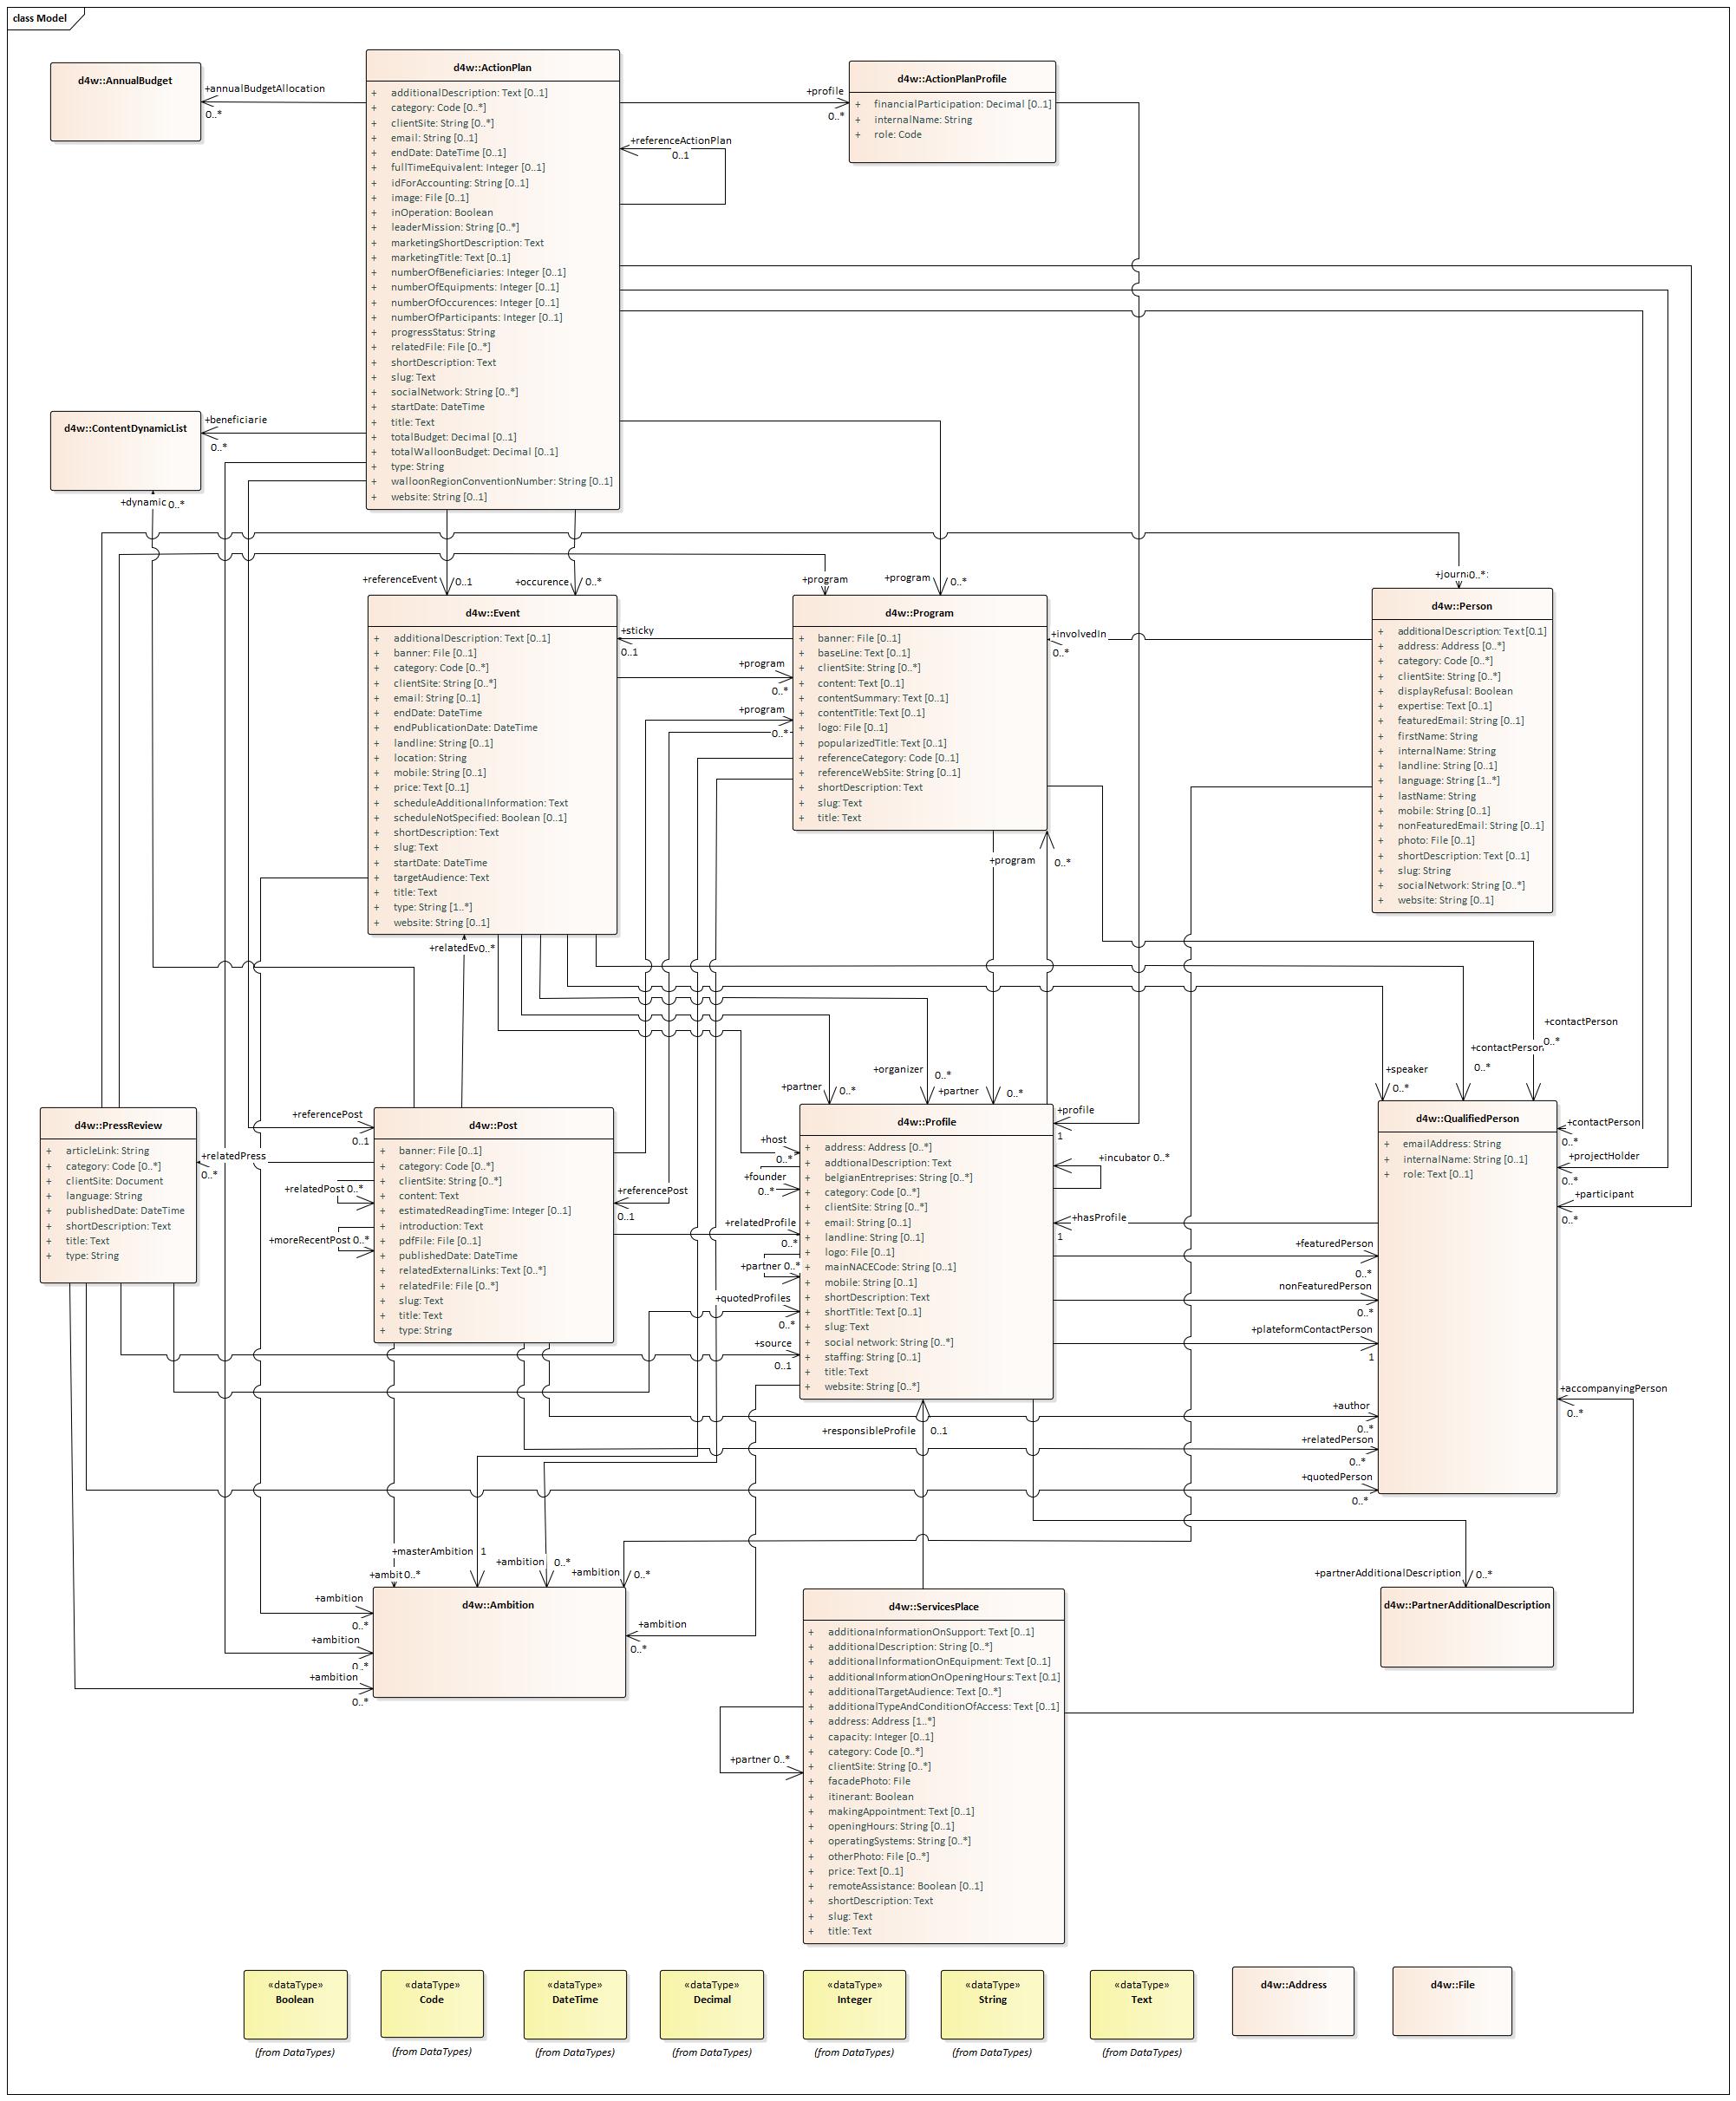 class Model
d4w::AnnualBudget
+annualBudgetAllocation
0..*
d4w::ActionPlan
+ additionalDescription: Text [0..1]
+ category: Code [0..*]
+ clientSite: String [0..*]
+ email: String [0..1]
+ endDate: DateTime [0..1]
+ fullTimeEquivalent: Integer [0..1]
+ idForAccounting: String [0..1]
+ image: File [0..1]
+ inOperation: Boolean
+ leaderMission: String [0..*]
+ marketingShortDescription: Text
+ marketingTitle: Text [0..1]
+ numberOfBeneficiaries: Integer [0..1]
+ numberOfEquipments: Integer [0..1]
+ numberOfOccurences: Integer [0..1]
+ numberOfParticipants: Integer [0..1]
+ progressStatus: String
+ relatedFile: File [0..*]
+ shortDescription: Text
+ slug: Text
+ socialNetwork: String [0..*]
+ startDate: DateTime
+ title: Text
+ totalBudget: Decimal [0..1]
+ totalWalloonBudget: Decimal [0..1]
+ type: String
+ walloonRegionConventionNumber: String [0..1]
+ website: String [0..1]
+profile
0..*
+referenceActionPlan
0..1
d4w::ActionPlanProfile
+ financialParticipation: Decimal [0..1]
+ internalName: String
+ role: Code
d4w::ContentDynamicList
+beneficiarie
0..*
+dynamic 0..*
+referenceEvent 0..1
+occurence 0..*
+program
+program 0..*
+journ 0..*
d4w::Event
+ additionalDescription: Text [0..1]
+ banner: File [0..1]
+ category: Code [0..*]
+ clientSite: String [0..*]
+ email: String [0..1]
+ endDate: DateTime
+ endPublicationDate: DateTime
+ landline: String [0..1]
+ location: String
+ mobile: String [0..1]
+ price: Text [0..1]
+ scheduleAdditionalInformation: Text
+ scheduleNotSpecified: Boolean [0..1]
+ shortDescription: Text
+ slug: Text
+ startDate: DateTime
+ targetAudience: Text
+ title: Text
+ type: String [1..*]
+ website: String [0..1]
+sticky
0..1
+program
0..*
+program
0..*
d4w::Program
+ banner: File [0..1]
+ baseLine: Text [0..1]
+ clientSite: String [0..*]
+ content: Text [0..1]
+ contentSummary: Text [0..1]
+ contentTitle: Text [0..1]
+ logo: File [0..1]
+ popularizedTitle: Text [0..1]
+ referenceCategory: Code [0..1]
+ referenceWebSite: String [0..1]
+ shortDescription: Text
+ slug: Text
+ title: Text
+involvedIn
0..*
+program 0..*
d4w::Person
+ additionalDescription: Text [0..1]
+ address: Address [0..*]
+ category: Code [0..*]
+ clientSite: String [0..*]
+ displayRefusal: Boolean
+ expertise: Text [0..1]
+ featuredEmail: String [0..1]
+ firstName: String
+ internalName: String
+ landline: String [0..1]
+ language: String [1..*]
+ lastName: String
+ mobile: String [0..1]
+ nonFeaturedEmail: String [0..1]
+ photo: File [0..1]
+ shortDescription: Text [0..1]
+ slug: String
+ socialNetwork: String [0..*]
+ website: String [0..1]
+relatedEv 0..*
+partner 0..*
+organizer 0..*
+partner 0..*
+speaker 0..*
+contactPerson 0..*
+contactPerson 0..*
d4w::PressReview
+ articleLink: String
+ category: Code [0..*]
+ clientSite: Document
+ language: String
+ publishedDate: DateTime
+ shortDescription: Text
+ title: Text
+ type: String
+relatedPress
0..*
+referencePost
0..1
+relatedPost 0..*
+moreRecentPost 0..*
d4w::Post
+ banner: File [0..1]
+ category: Code [0..*]
+ clientSite: String [0..*]
+ content: Text
+ estimatedReadingTime: Integer [0..1]
+ introduction: Text
+ pdfFile: File [0..1]
+ publishedDate: DateTime
+ relatedExternalLinks: Text [0..*]
+ relatedFile: File [0..*]
+ slug: Text
+ title: Text
+ type: String
+referencePost
0..1
+host
0..*
+founder
0..*
+relatedProfile
0..*
+partner 0..*
+quotedProfiles
0..*
+source
0..1
d4w::Profile
+ address: Address [0..*]
+ addtionalDescription: Text
+ belgianEntreprises: String [0..*]
+ category: Code [0..*]
+ clientSite: String [0..*]
+ email: String [0..1]
+ landline: String [0..1]
+ logo: File [0..1]
+ mainNACECode: String [0..1]
+ mobile: String [0..1]
+ shortDescription: Text
+ shortTitle: Text [0..1]
+ slug: Text
+ social network: String [0..*]
+ staffing: String [0..1]
+ title: Text
+ website: String [0..*]
+profile
1
+incubator 0..*
+hasProfile
1
+featuredPerson
0..*
nonFeaturedPerson
0..*
+plateformContactPerson
1
+author
0..*
+relatedPerson
0..*
+quotedPerson
0..*
d4w::QualifiedPerson
+ emailAddress: String
+ internalName: String [0..1]
+ role: Text [0..1]
+contactPerson
0..*
+projectHolder
0..*
+participant
0..*
+accompanyingPerson
0..*
+responsibleProfile 0..1
+masterAmbition 1
+ambit 0..*
+ambition 0..*
+ambition 0..*
+ambition
0..*
+ambition
0..*
+ambition
0..*
d4w::Ambition
+ambition
0..*
+partnerAdditionalDescription 0..*
d4w::PartnerAdditionalDescription
d4w::ServicesPlace
+ additionaInformationOnSupport: Text [0..1]
+ additionalDescription: String [0..*]
+ additionalInformationOnEquipment: Text [0..1]
+ additionalInformationOnOpeningHours: Text [0..1]
+ additionalTargetAudience: Text [0..*]
+ additionalTypeAndConditionOfAccess: Text [0..1]
+ address: Address [1..*]
+ capacity: Integer [0..1]
+ category: Code [0..*]
+ clientSite: String [0..*]
+ facadePhoto: File
+ itinerant: Boolean
+ makingAppointment: Text [0..1]
+ openingHours: String [0..1]
+ operatingSystems: String [0..*]
+ otherPhoto: File [0..*]
+ price: Text [0..1]
+ remoteAssistance: Boolean [0..1]
+ shortDescription: Text
+ slug: Text
+ title: Text
+partner 0..*
«dataType»
Boolean
(from DataTypes)
«dataType»
Code
(from DataTypes)
«dataType»
DateTime
(from DataTypes)
«dataType»
Decimal
(from DataTypes)
«dataType»
Integer
(from DataTypes)
«dataType»
String
(from DataTypes)
«dataType»
Text
(from DataTypes)
d4w::Address
d4w::File